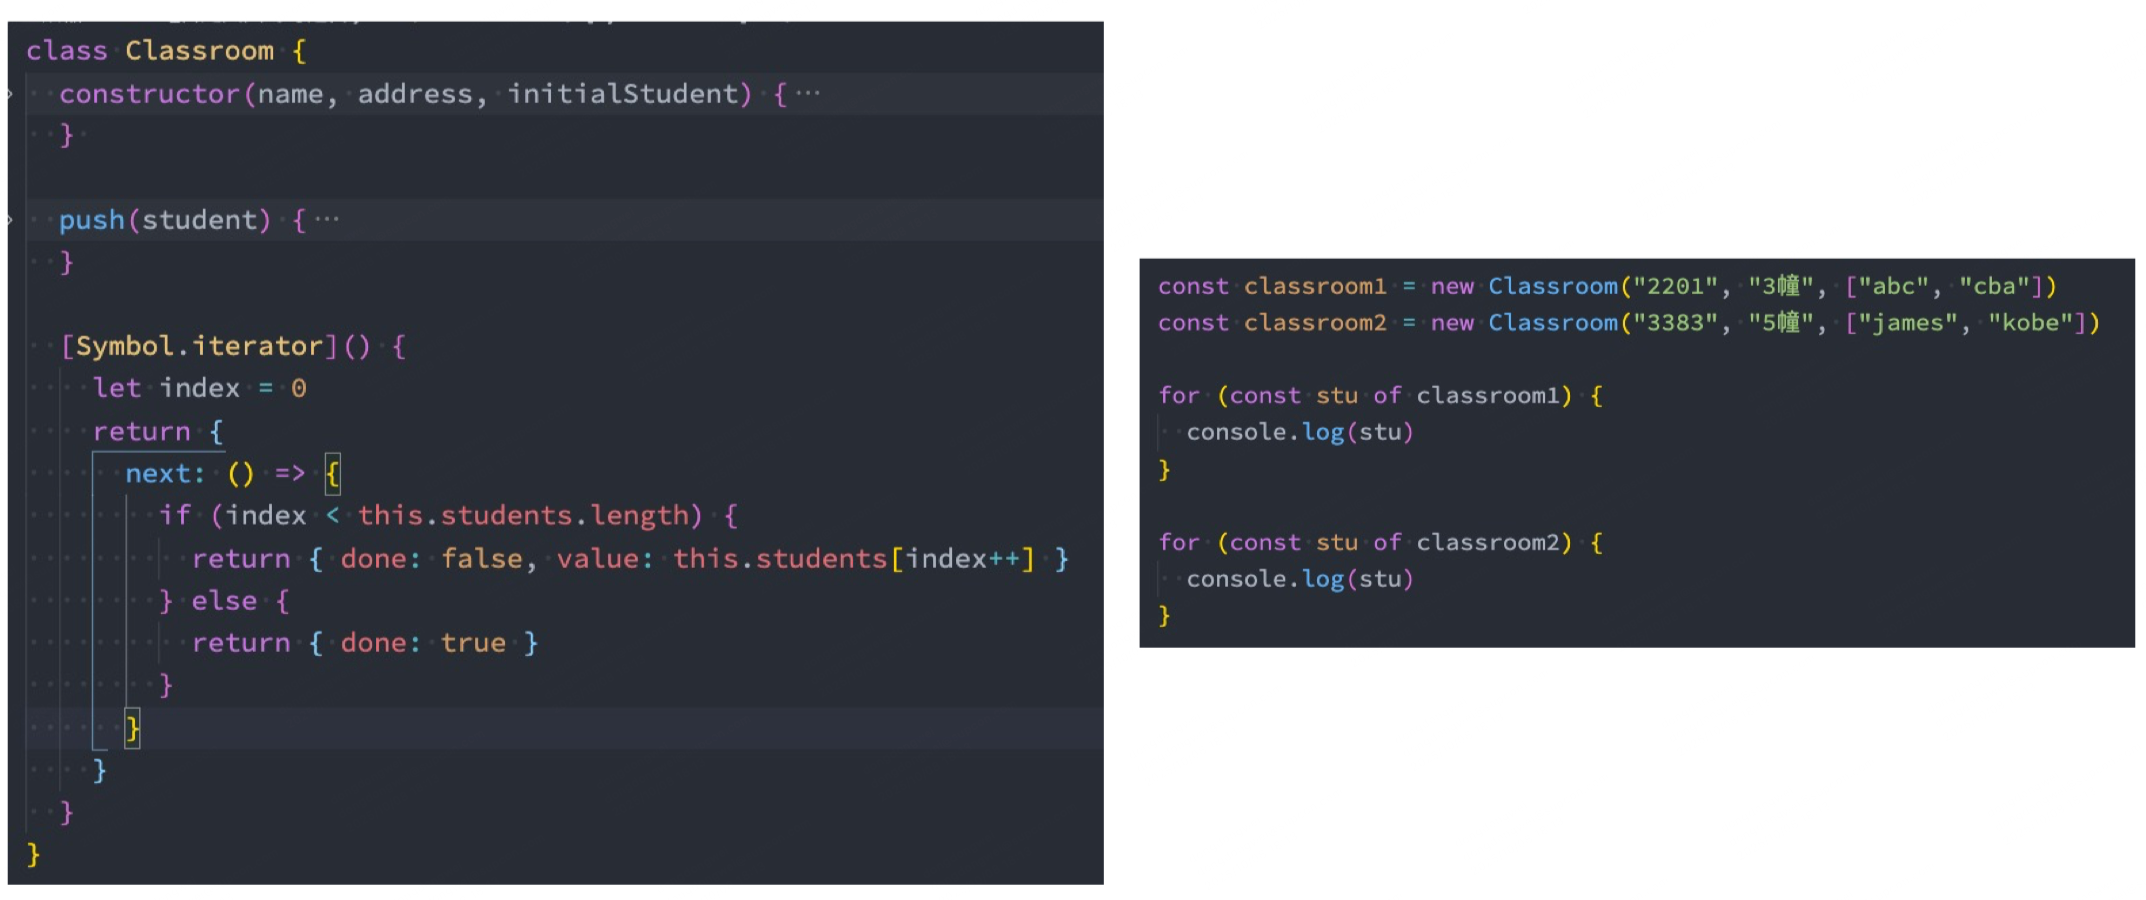 class Classroom {
  constructor(name, address, initialStudent) { ···
  }

  push(student) { ···
  }

  [Symbol.iterator]() {
    let index = 0
    return {
      next: () => {
        if (index < this.students.length) {
          return { done: false, value: this.students[index++] }
        } else {
          return { done: true }
        }
      }
    }
  }
}
const classroom1 = new Classroom("2201", "3幢", ["abc", "cba"])
const classroom2 = new Classroom("3383", "5幢", ["james", "kobe"])

for (const stu of classroom1) {
  console.log(stu)
}

for (const stu of classroom2) {
  console.log(stu)
}